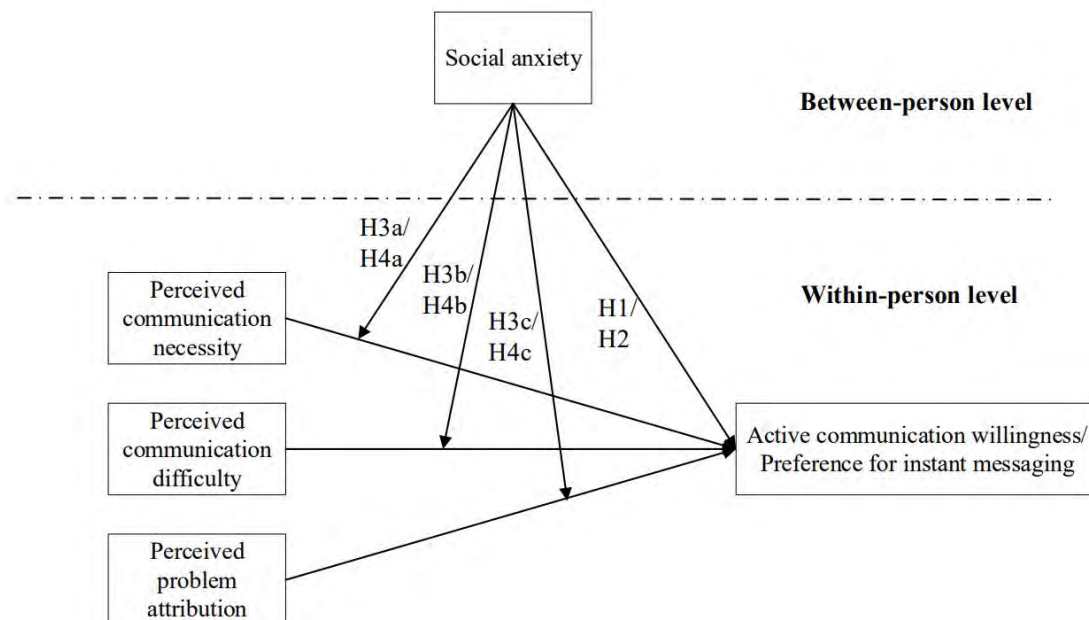 Social anxiety
Between-person level
H3a/
H4a
H3b/
H4b
H3c/
H4c
H1/
H2
Within-person level
Perceived
communication
necessity
Perceived
communication
difficulty
Active communication willingness/
Preference for instant messaging
Perceived
problem
attribution